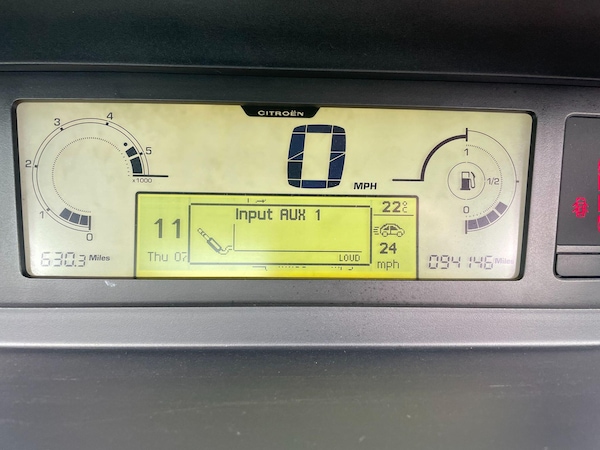 CITROËN
0 MPH
0
1
2
3
4
5
x1000
0
1/2
1
Input AUX 1
LOUD
11
Thu 07
22°C
24
mph
630.3 Miles
094146 Miles